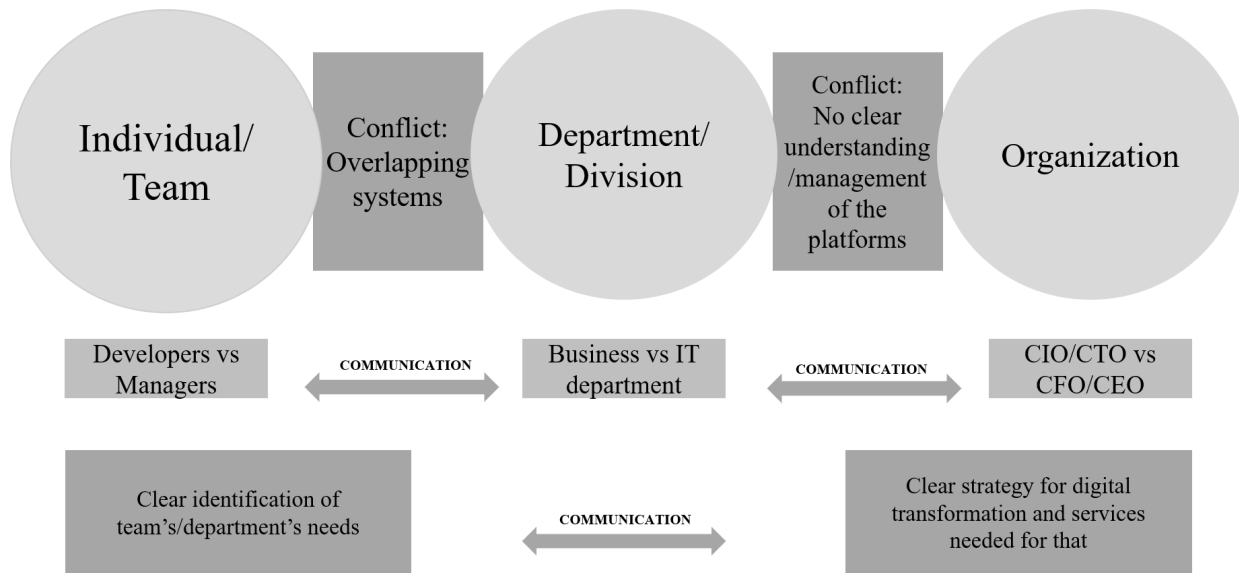 Individual/
Team
Conflict:
Overlapping
systems
Department/
Division
Conflict:
No clear
understanding
/management
of the
platforms
Organization
Developers vs
Managers
COMMUNICATION
Business vs IT
department
COMMUNICATION
CIO/CTO vs
CFO/CEO
Clear identification of
team’s/department’s needs
COMMUNICATION
Clear strategy for digital
transformation and services
needed for that